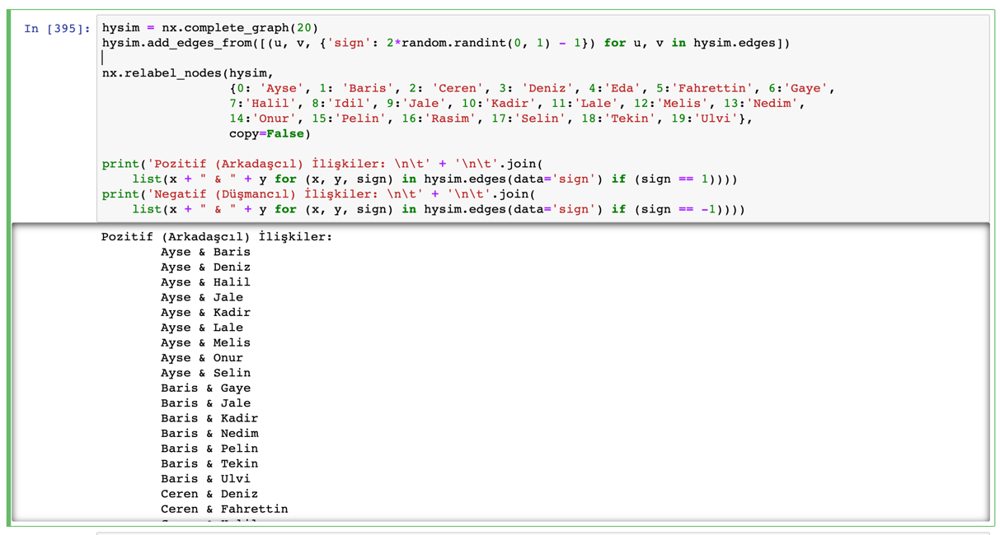 In [395]:
hysim = nx.complete_graph(20)
hysim.add_edges_from([(u, v, {'sign': 2*random.randint(0, 1) - 1}) for u, v in hysim.edges])
nx.relabel_nodes(hysim,
{0: 'Ayse', 1: 'Baris', 2: 'Ceren', 3: 'Deniz', 4:'Eda', 5:'Fahrettin', 6:'Gaye',
7:'Halil', 8:'Idil', 9:'Jale', 10:'Kadir', 11:'Lale', 12:'Melis', 13:'Nedim',
14:'Onur', 15:'Pelin', 16:'Rasim', 17:'Selin', 18:'Tekin', 19:'Ulvi'},
copy=False)
print('Pozitif (Arkadaşcıl) İlişkiler: \n\t' + '\n\t'.join(
list(x + " & " + y for (x, y, sign) in hysim.edges(data='sign') if (sign == 1))))
print('Negatif (Düşmancıl) İlişkiler: \n\t' + '\n\t'.join(
list(x + " & " + y for (x, y, sign) in hysim.edges(data='sign') if (sign == -1))))
Pozitif (Arkadaşcıl) İlişkiler:
Ayse & Baris
Ayse & Deniz
Ayse & Halil
Ayse & Jale
Ayse & Kadir
Ayse & Lale
Ayse & Melis
Ayse & Onur
Ayse & Selin
Baris & Gaye
Baris & Jale
Baris & Kadir
Baris & Nedim
Baris & Pelin
Baris & Tekin
Baris & Ulvi
Ceren & Deniz
Ceren & Fahrettin